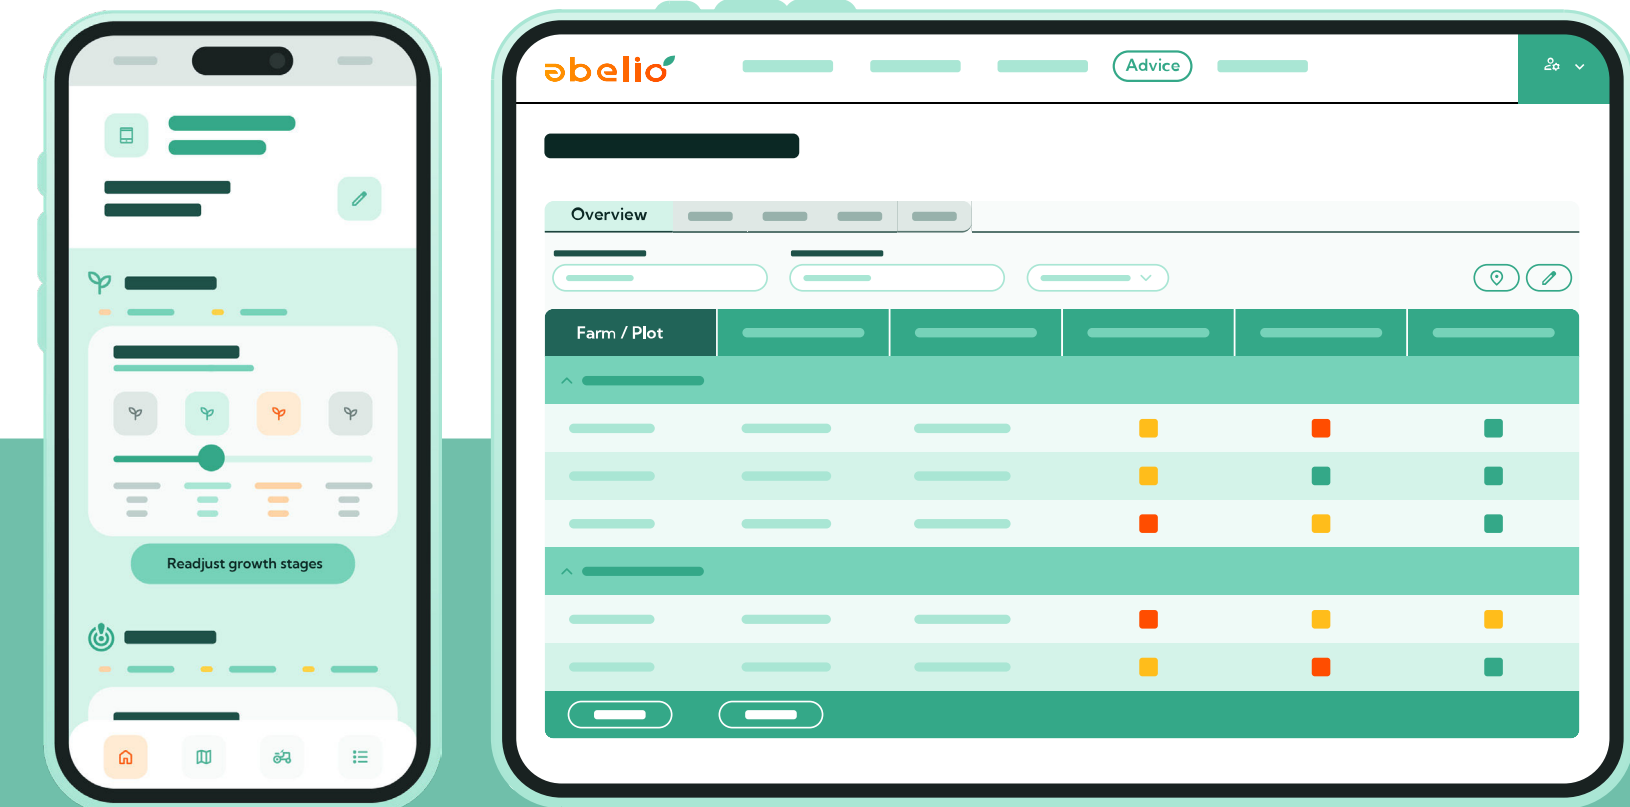 Readjust growth stages
abelio
Advice
Overview
Farm / Plot